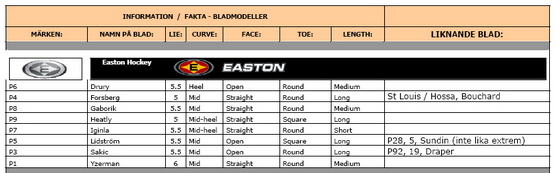 INFORMATION / FAKTA - BLADMODELLER
MÄRKEN: NAMN PÅ BLAD: LIE: CURVE: FACE: TOE: LENGTH: LIKNANDE BLAD:
Easton Hockey EASTON
P6 Drury 5.5 Heel Open Round Medium
P4 Forsberg 5 Mid Straight Round Long St Louis / Hossa, Bouchard
P8 Gaborik 5.5 Mid Straight Round Medium
P9 Heatly 5 Mid-heel Straight Square Long
P7 Iginla 5.5 Mid-heel Straight Round Short
P5 Lidström 5.5 Mid Open Square Long P28, 5, Sundin (inte lika extrem)
P3 Sakic 5.5 Mid Open Round Long P92, 19, Draper
P1 Yzerman 6 Mid Straight Round Medium